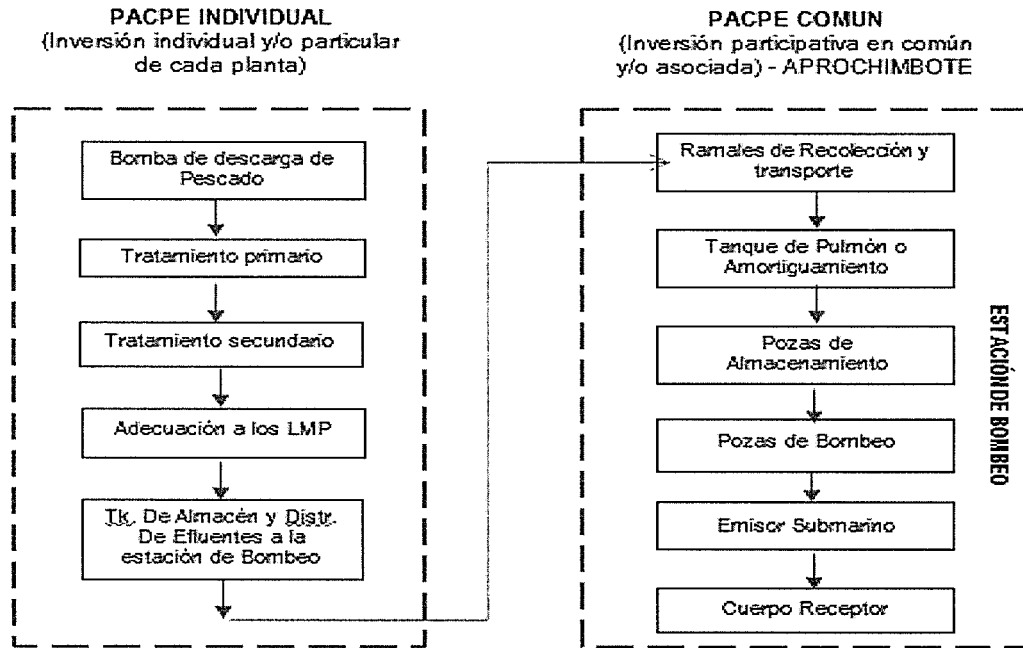 PACPE INDIVIDUAL
(Inversión individual y/o particular
de cada planta)
Bomba de descarga de
Pescado
Tratamiento primario
Tratamiento secundario
Adecuación a los LMP
Tk. De Almacén y Distr.
De Efluentes a la
estación de Bombeo
PACPE COMUN
(Inversión participativa en común
y/o asociada) - APROCHIMBOTE
Ramales de Recolección y
transporte
Tanque de Pulmón o
Amortiguamiento
Pozas de
Almacenamiento
Pozas de Bombeo
Emisor Submarino
Cuerpo Receptor
ESTACIÓN DE BOMBEO